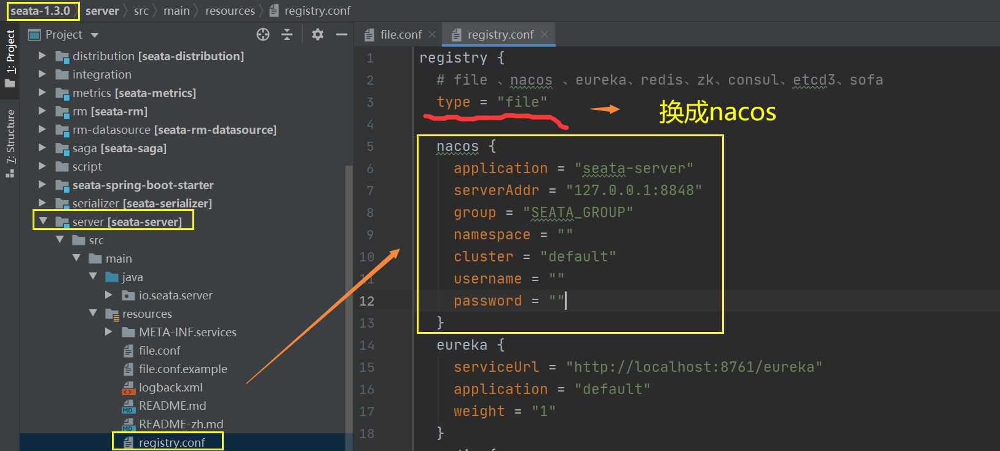 seata-1.3.0 server src main resources registry.conf
1: Project
7: Structure
Project
distribution [seata-distribution]
integration
metrics [seata-metrics]
rm [seata-rm]
rm-datasource [seata-rm-datasource]
saga [seata-saga]
script
seata-spring-boot-starter
serializer [seata-serializer]
server [seata-server]
src
main
java
io.seata.server
resources
META-INF.services
file.conf
file.conf.example
logback.xml
README.md
README-zh.md
registry.conf
file.conf registry.conf
1 registry {
2 # file 、nacos 、eureka、redis、zk、consul、etcd3、sofa
3 type = "file"
换成nacos
4
5 nacos {
6 application = "seata-server"
7 serverAddr = "127.0.0.1:8848"
8 group = "SEATA_GROUP"
9 namespace = ""
10 cluster = "default"
11 username = ""
12 password = ""
13 }
14 eureka {
15 serviceUrl = "http://localhost:8761/eureka"
16 application = "default"
17 weight = "1"
18 }